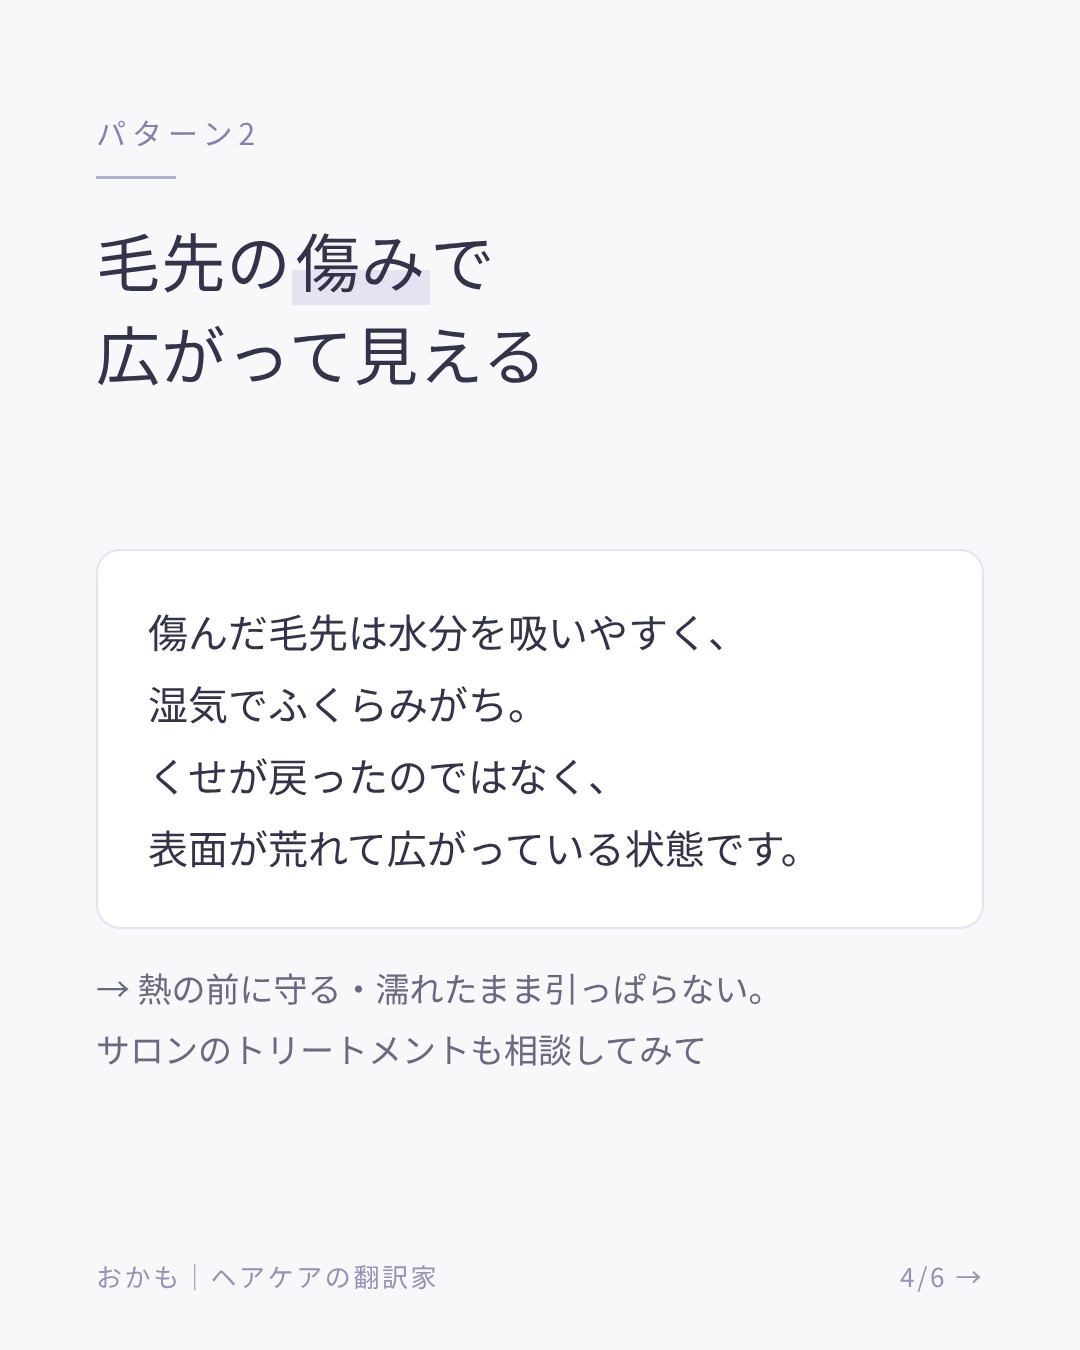 パターン2
毛先の傷みで
広がって見える
傷んだ毛先は水分を吸いやすく、
湿気でふくらみがち。
くせが戻ったのではなく、
表面が荒れて広がっている状態です。
→ 熱の前に守る・濡れたまま引っぱらない。
サロンのトリートメントも相談してみて
おかも｜ヘアケアの翻訳家
4/6 →